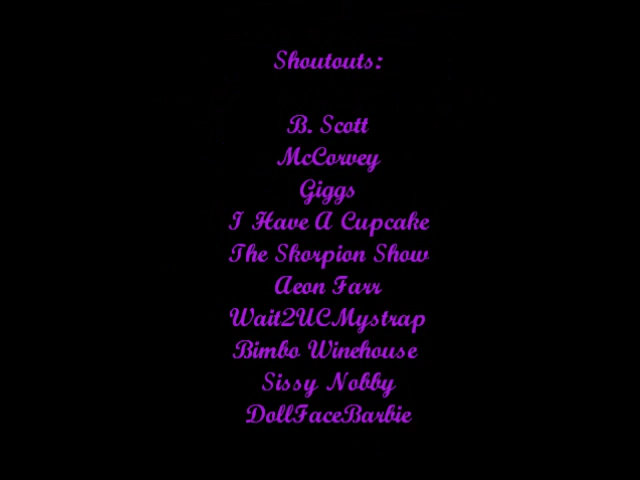 Shoutouts:
B. Scott
McCorvey
Giggs
I Have A Cupcake
The Skorpion Show
Aeon Farr
Wait2UCMystrap
Bimbo Winehouse
Sissy Nobby
DollFaceBarbie